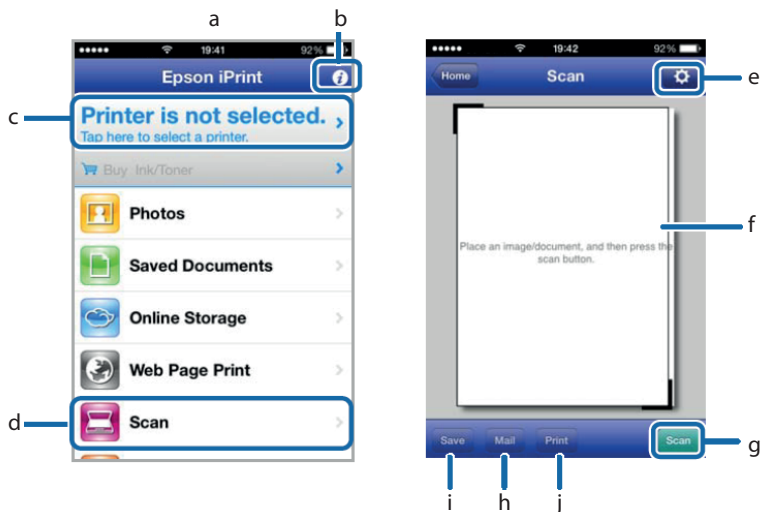 a
b
19:41
92%
Epson iPrint
i
c
Printer is not selected.
Tap here to select a printer.
Buy Ink/Toner
Photos
Saved Documents
Online Storage
Web Page Print
d
Scan
19:42
92%
Home
Scan
e
f
Place an image/document, and then press the
scan button.
Save
Mail
Print
Scan
g
i
h
j